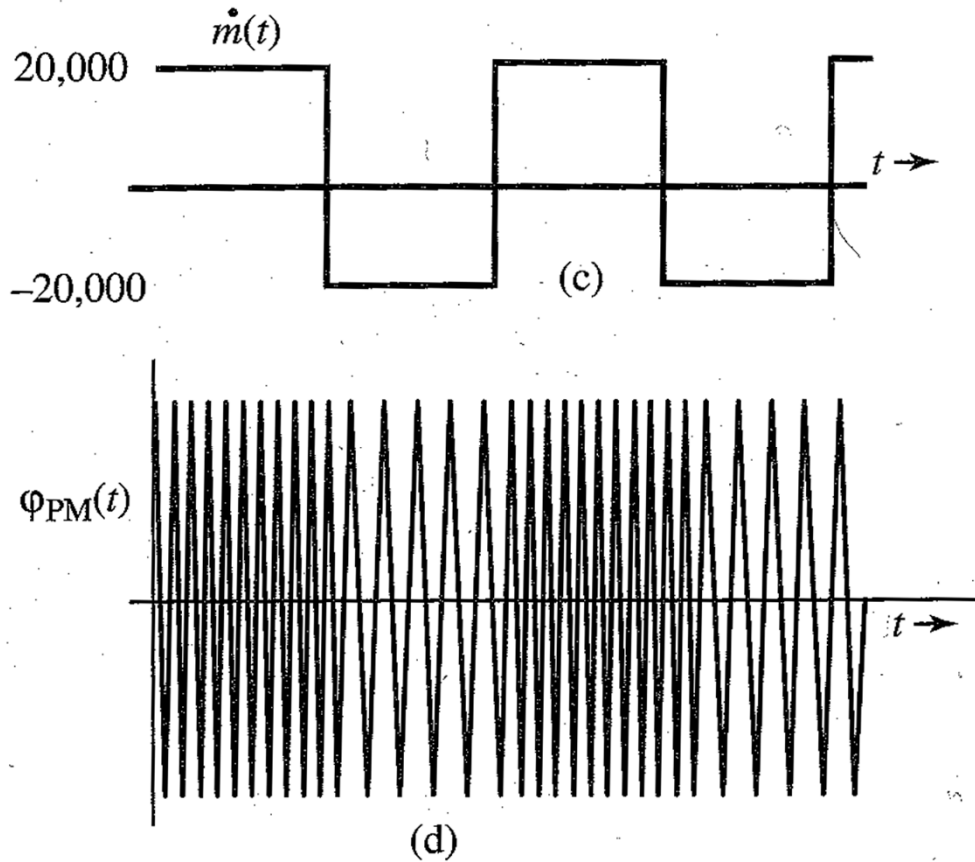 ṁ(t)
20,000
t →
–20,000
(c)
φPM(t)
t →
(d)